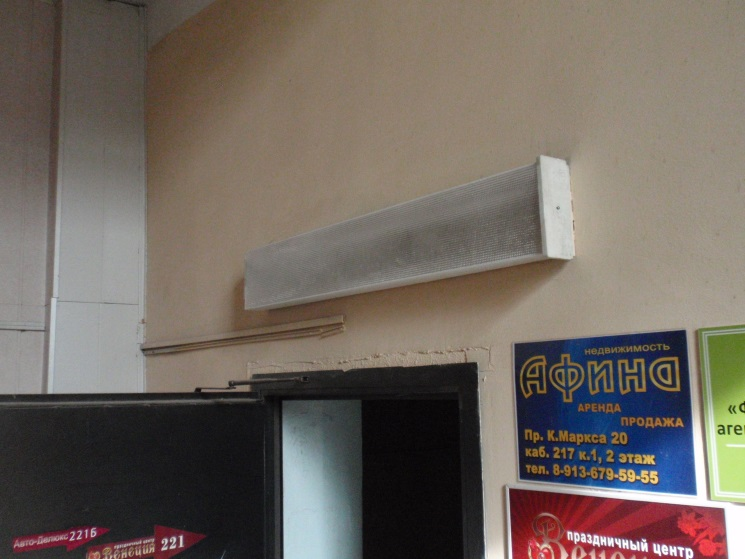 недвижимость
АФИНА
АРЕНДА
ПРОДАЖА
Пр. К.Маркса 20
каб. 217 к.1, 2 этаж
тел. 8-913-679-59-55
праздничный центр
Авто-Делюкс 221б
праздничный центр
Венеция 221